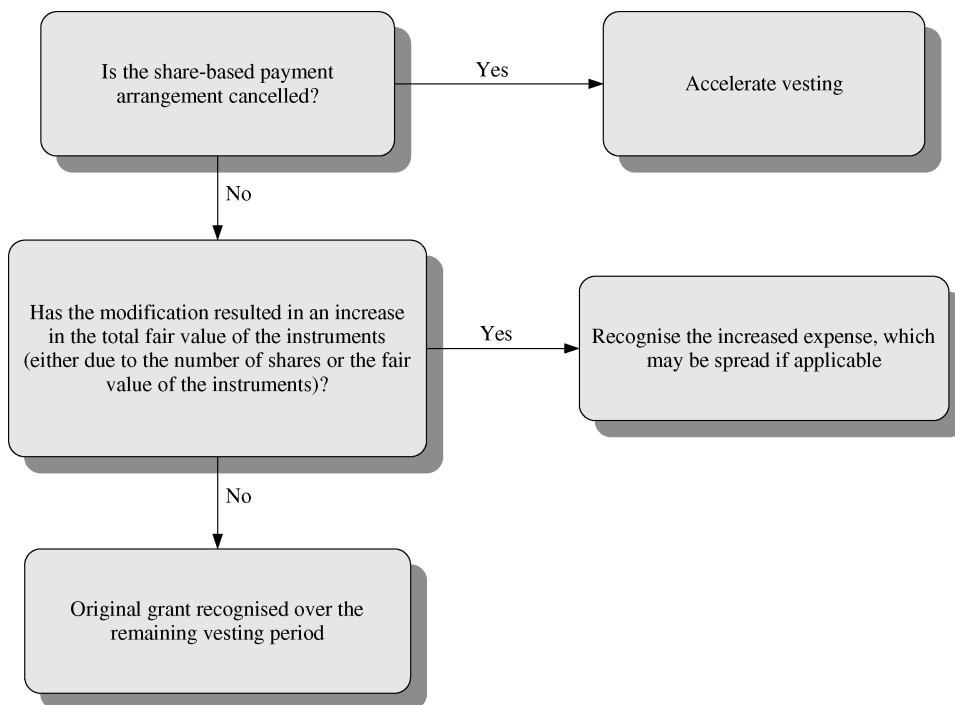 Is the share-based payment
arrangement cancelled?
Yes
Accelerate vesting
No
Has the modification resulted in an increase
in the total fair value of the instruments
(either due to the number of shares or the fair
value of the instruments)?
Yes
Recognise the increased expense, which
may be spread if applicable
No
Original grant recognised over the
remaining vesting period